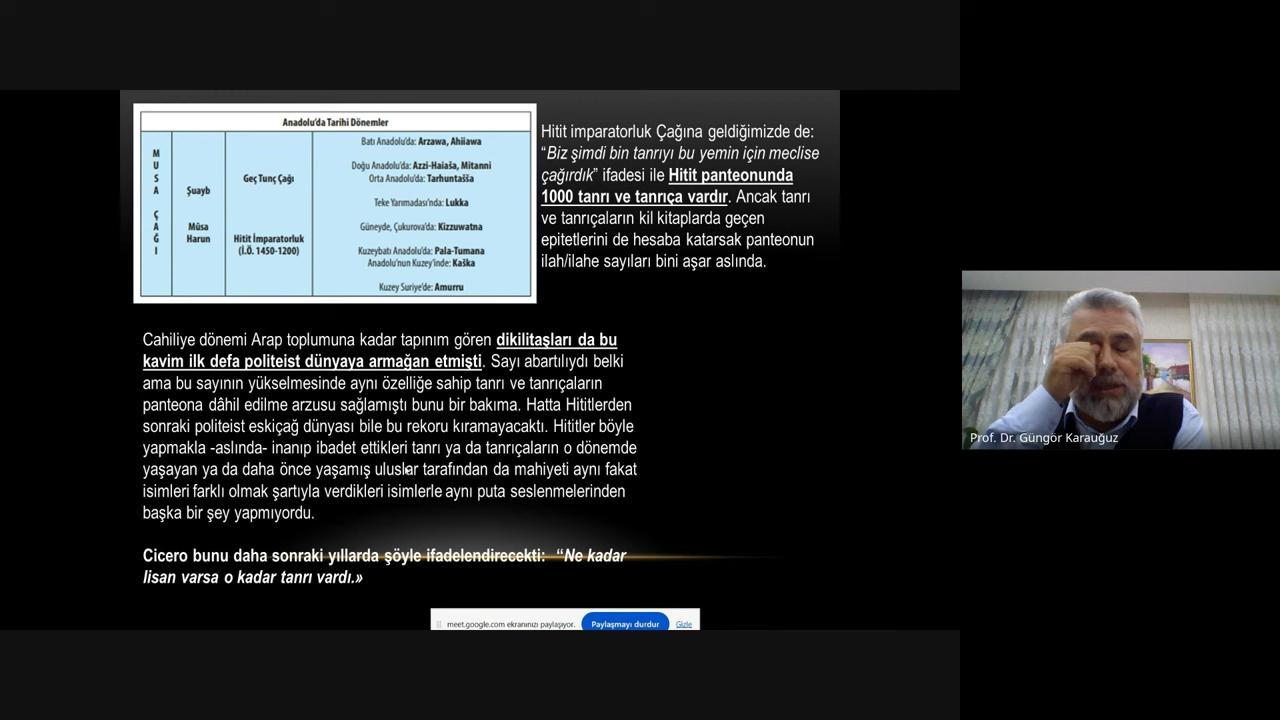 Anadolu'da Tarihi Dönemler
M
U
S
A
Ç
A
Ğ
I
Şuayb
Mûsa
Harun
Geç Tunç Çağı
Hitit İmparatorluk
(İ.Ö. 1450-1200)
Batı Anadolu'da: Arzawa, Ahiiawa
Doğu Anadolu'da: Azzi-Haiaša, Mitanni
Orta Anadolu'da: Tarhuntašša
Teke Yarımadası'nda: Lukka
Güneyde, Çukurova'da: Kizzuwatna
Kuzeybatı Anadolu'da: Pala-Tumana
Anadolu'nun Kuzey'inde: Kaška
Kuzey Suriye'de: Amurru
Hitit imparatorluk Çağına geldiğimizde de:
“Biz şimdi bin tanrıyı bu yemin için meclise
çağırdık” ifadesi ile Hitit panteonunda
1000 tanrı ve tanrıça vardır. Ancak tanrı
ve tanrıçaların kil kitaplarda geçen
epitetlerini de hesaba katarsak panteonun
ilah/ilahe sayıları bini aşar aslında.
Cahiliye dönemi Arap toplumuna kadar tapınım gören dikilitaşları da bu
kavim ilk defa politeist dünyaya armağan etmişti. Sayı abartılıydı belki
ama bu sayının yükselmesinde aynı özelliğe sahip tanrı ve tanrıçaların
panteona dâhil edilme arzusu sağlamıştı bunu bir bakıma. Hatta Hititlerden
sonraki politeist eskiçağ dünyası bile bu rekoru kıramayacaktı. Hititler böyle
yapmakla -aslında- inanıp ibadet ettikleri tanrı ya da tanrıçaların o dönemde
yaşayan ya da daha önce yaşamış uluslar tarafından da mahiyeti aynı fakat
isimleri farklı olmak şartıyla verdikleri isimlerle aynı puta seslenmelerinden
başka bir şey yapmıyordu.
Cicero bunu daha sonraki yıllarda şöyle ifadelendirecekti: “Ne kadar
lisan varsa o kadar tanrı vardı.»
meet.google.com ekranınızı paylaşıyor. Paylaşmayı durdur Gizle
Prof. Dr. Güngör Karauğuz